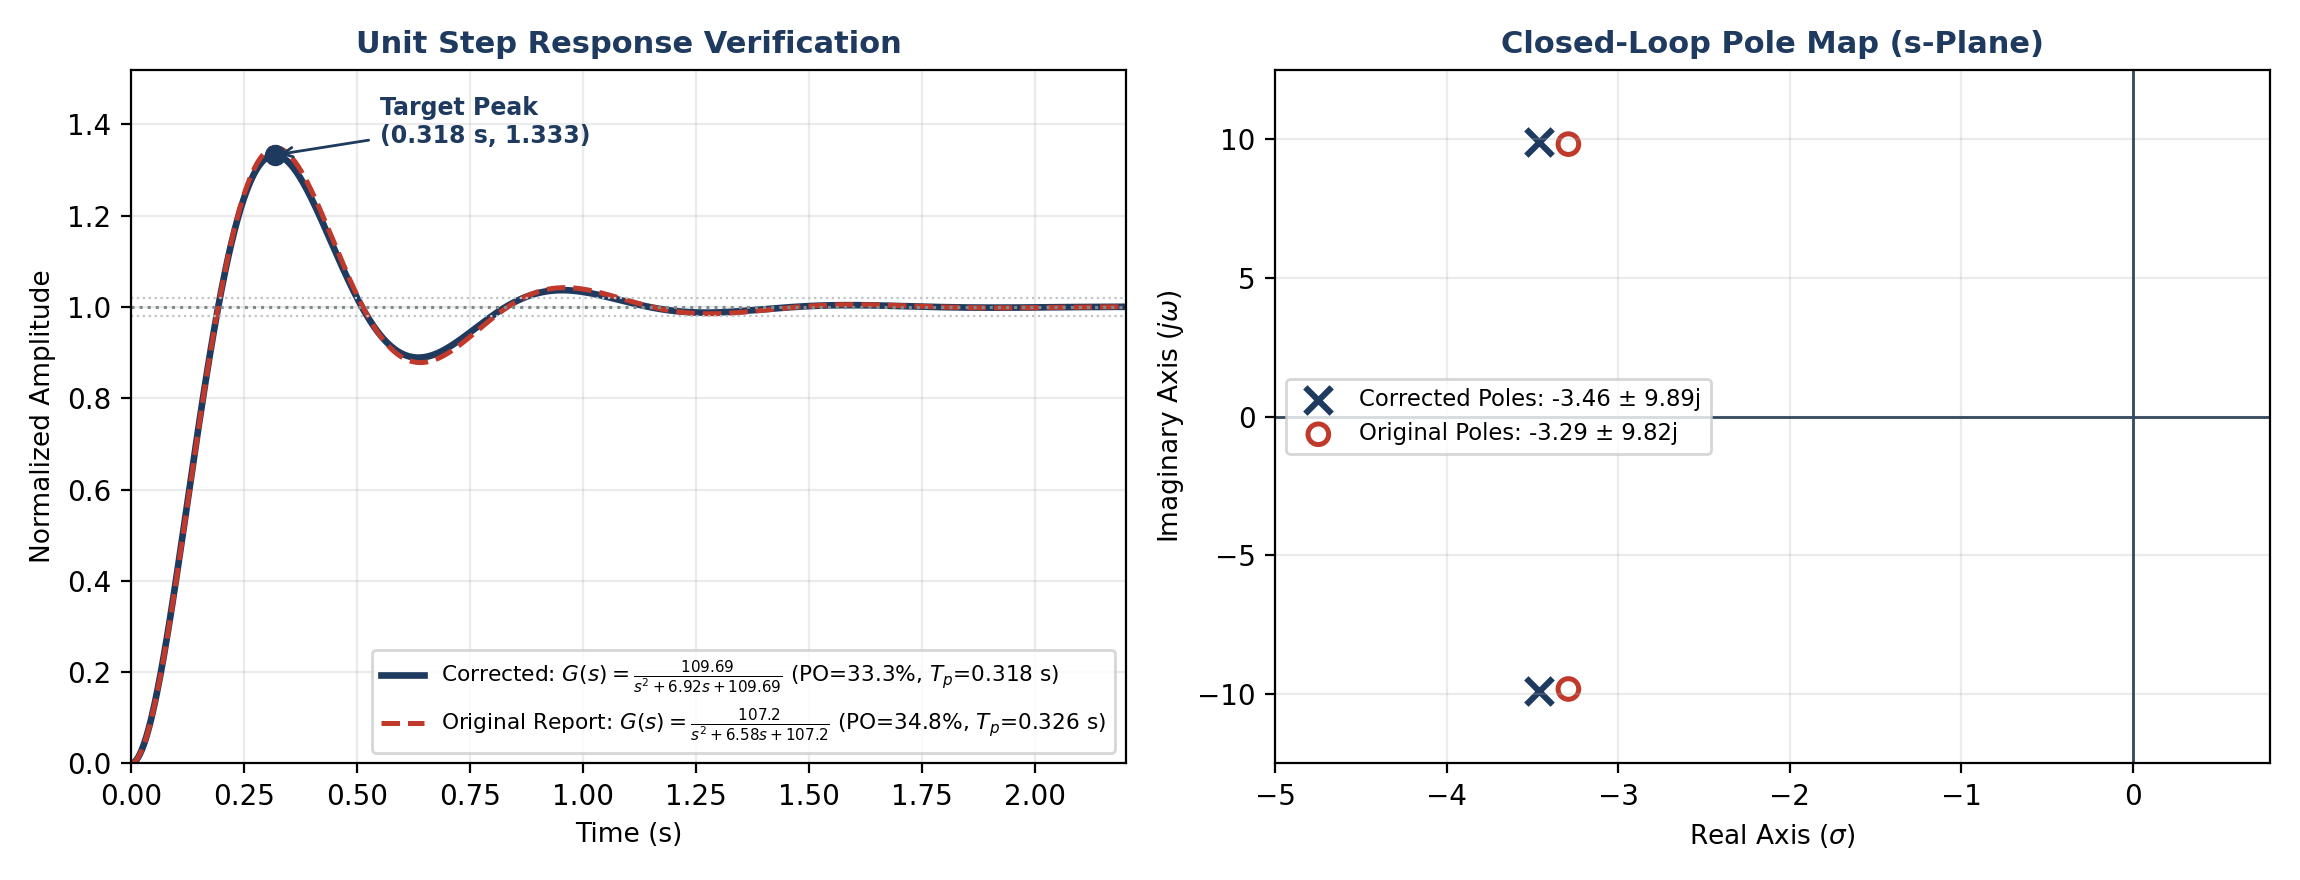 Unit Step Response Verification
Target Peak
(0.318 s, 1.333)
Normalized Amplitude
1.4
1.2
1.0
0.8
0.6
0.4
0.2
0.0
Corrected: G(s) = 109.69 / s² + 6.92s + 109.69 (PO=33.3%, Tp=0.318 s)
Original Report: G(s) = 107.2 / s² + 6.58s + 107.2 (PO=34.8%, Tp=0.326 s)
0.00 0.25 0.50 0.75 1.00 1.25 1.50 1.75 2.00
Time (s)
Closed-Loop Pole Map (s-Plane)
Imaginary Axis (jω)
10
5
0
−5
−10
Corrected Poles: -3.46 ± 9.89j
Original Poles: -3.29 ± 9.82j
−5 −4 −3 −2 −1 0
Real Axis (σ)